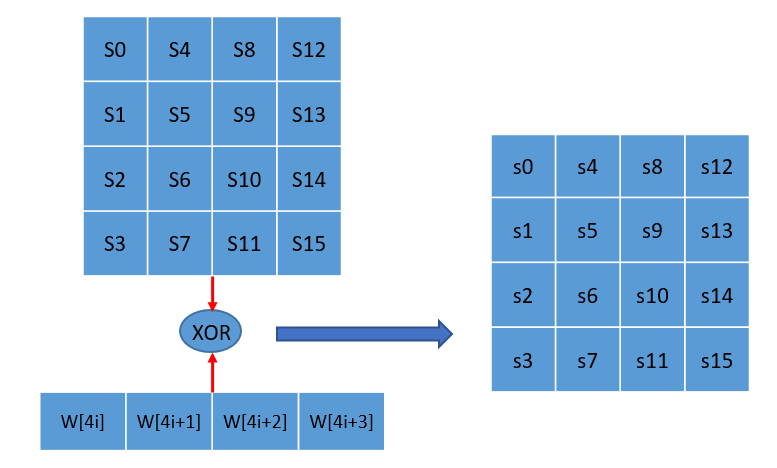 S0 S4 S8 S12
S1 S5 S9 S13
S2 S6 S10 S14
S3 S7 S11 S15
XOR
W[4i] W[4i+1] W[4i+2] W[4i+3]
s0 s4 s8 s12
s1 s5 s9 s13
s2 s6 s10 s14
s3 s7 s11 s15